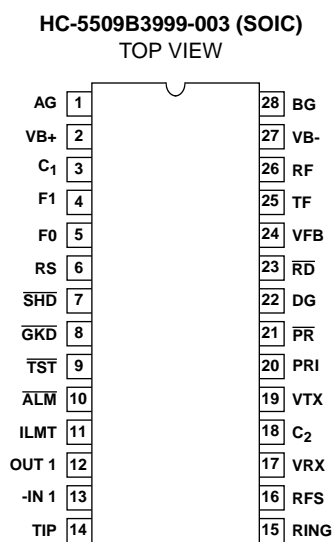 HC-5509B3999-003 (SOIC)
TOP VIEW
AG 1 28 BG
VB+ 2 27 VB-
C1 3 26 RF
F1 4 25 TF
F0 5 24 VFB
RS 6 23 RD
SHD 7 22 DG
GKD 8 21 PR
TST 9 20 PRI
ALM 10 19 VTX
ILMT 11 18 C2
OUT 1 12 17 VRX
-IN 1 13 16 RFS
TIP 14 15 RING